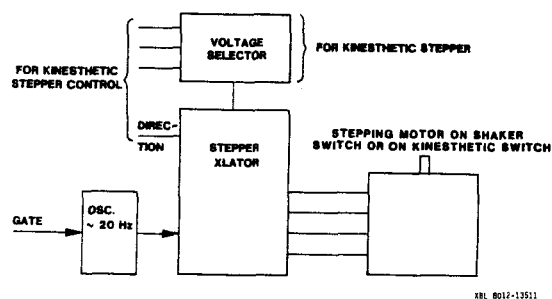 VOLTAGE
SELECTOR
FOR KINESTHETIC STEPPER
FOR KINESTHETIC
STEPPER CONTROL
DIREC-
TION
STEPPER
XLATOR
STEPPING MOTOR ON SHAKER
SWITCH OR ON KINESTHETIC SWITCH
GATE
OSC.
~ 20 Hz
XBL 8012-13511